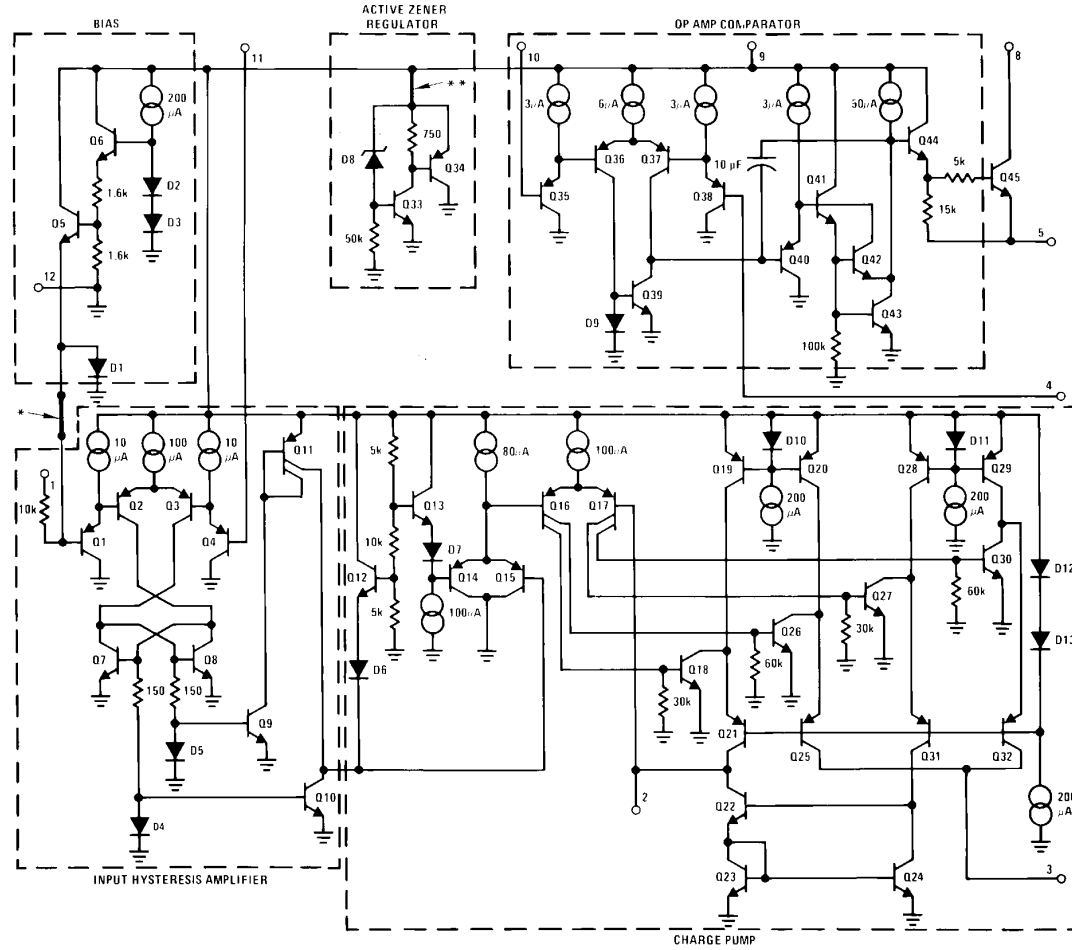 BIAS
ACTIVE ZENER
REGULATOR
OP AMP COMPARATOR
11
10
9
8
200
μA
* *
3μA
6μA
3μA
3μA
50μA
Q6
D8
750
Q34
Q36
Q37
10 pF
Q44
5k
Q45
D2
1.6k
Q35
Q38
Q41
15k
D5
D3
Q33
1.6k
50k
Q40
Q42
5
12
Q39
D9
Q43
100k
D1
4
*
10
μA
100
μA
10
μA
Q11
5k
80μA
100μA
D10
Q19
Q20
D11
Q28
Q29
1
10k
Q2
Q3
Q13
Q16
Q17
200
μA
200
μA
Q1
Q4
10k
D7
Q30
Q12
Q14
Q15
60k
D12
5k
100μA
Q27
Q26
30k
D13
Q7
Q8
D6
Q18
60k
150
150
30k
Q9
D5
Q21
Q25
Q31
Q32
Q10
2
Q22
200
μA
D4
INPUT HYSTERESIS AMPLIFIER
Q23
Q24
3
CHARGE PUMP